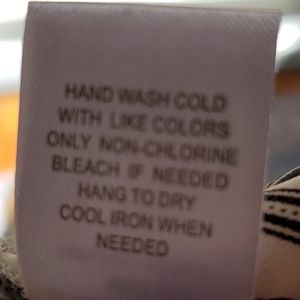 HAND WASH COLD
WITH LIKE COLORS
ONLY NON-CHLORINE
BLEACH IF NEEDED
HANG TO DRY
COOL IRON WHEN
NEEDED